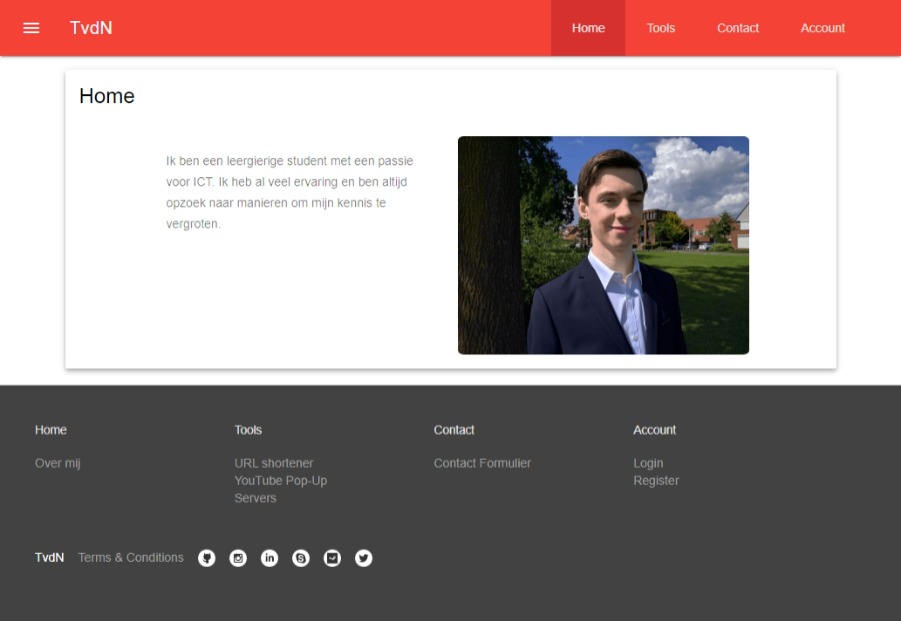 TvdN Home Tools Contact Account
Home
Ik ben een leergierige student met een passie
voor ICT. Ik heb al veel ervaring en ben altijd
opzoek naar manieren om mijn kennis te
vergroten.
Home Tools Contact Account
Over mij URL shortener Contact Formulier Login
YouTube Pop-Up Register
Servers
TvdN Terms & Conditions